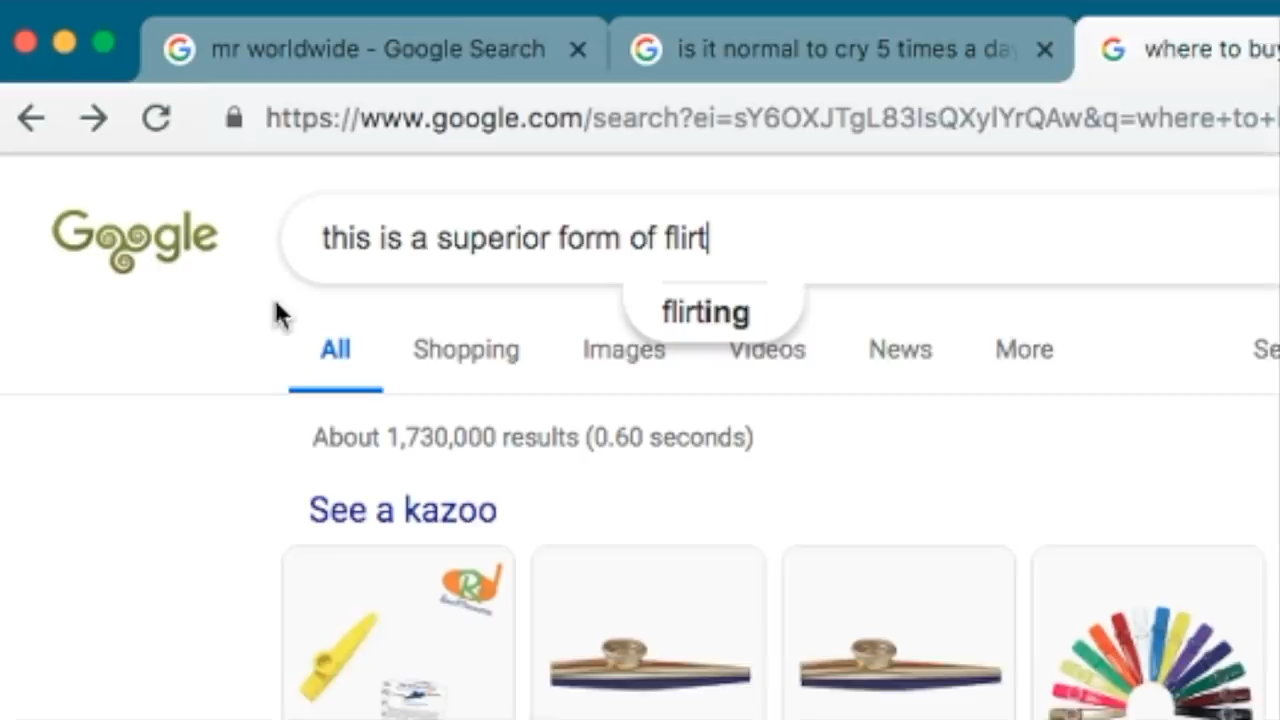 mr worldwide - Google Search
is it normal to cry 5 times a da
where to buy
https://www.google.com/search?ei=sY6OXJTgL83IsQXylYrQAw&q=where+to+
Google
this is a superior form of flirt
flirting
All Shopping Images Videos News More Se
About 1,730,000 results (0.60 seconds)
See a kazoo